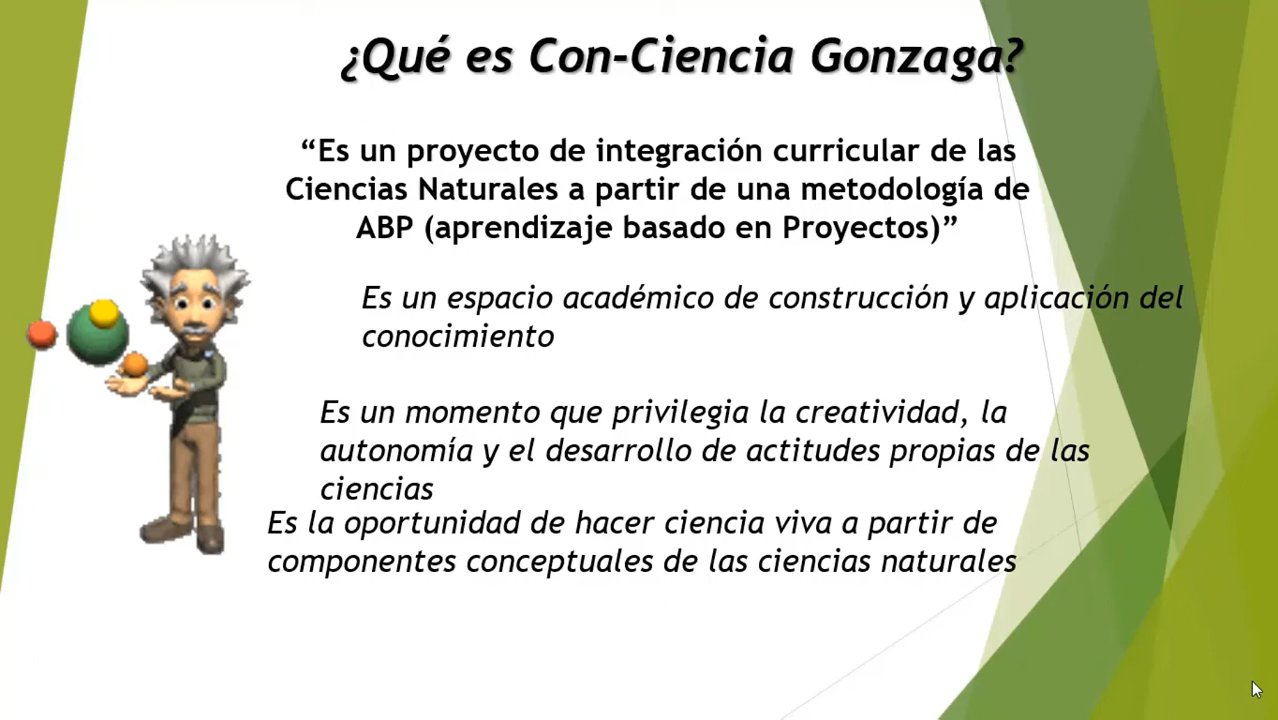 ¿Qué es Con-Ciencia Gonzaga?
“Es un proyecto de integración curricular de las
Ciencias Naturales a partir de una metodología de
ABP (aprendizaje basado en Proyectos)”
Es un espacio académico de construcción y aplicación del
conocimiento
Es un momento que privilegia la creatividad, la
autonomía y el desarrollo de actitudes propias de las
ciencias
Es la oportunidad de hacer ciencia viva a partir de
componentes conceptuales de las ciencias naturales